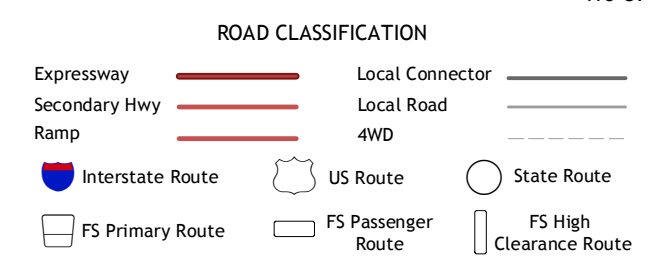 ROAD CLASSIFICATION
Expressway
Local Connector
Secondary Hwy
Local Road
Ramp
4WD
Interstate Route
US Route
State Route
FS Primary Route
FS Passenger
Route
FS High
Clearance Route